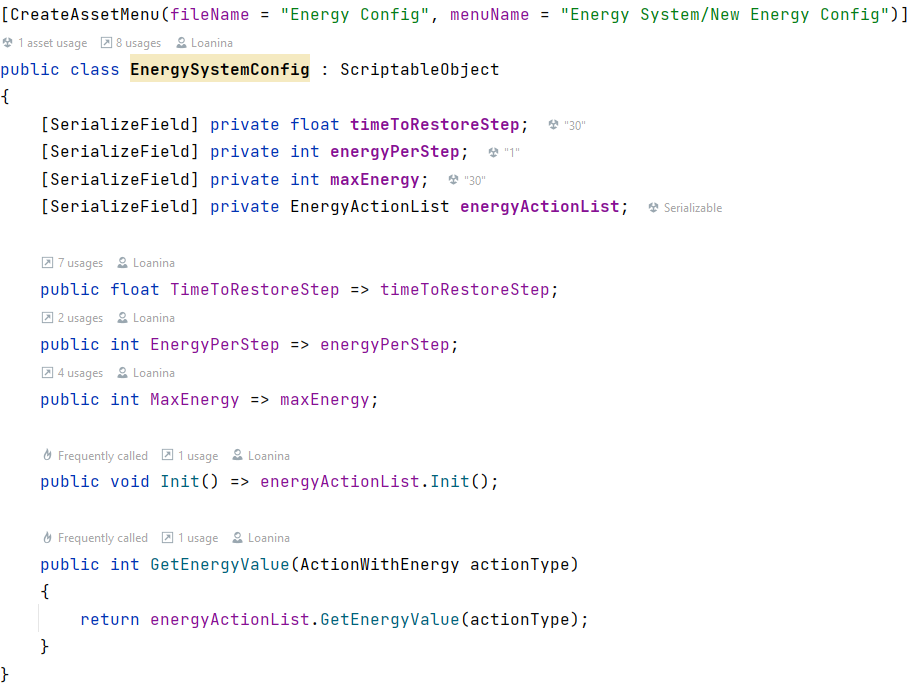 [CreateAssetMenu(fileName = "Energy Config", menuName = "Energy System/New Energy Config")]
1 asset usage 8 usages Loanina
public class EnergySystemConfig : ScriptableObject
{
[SerializeField] private float timeToRestoreStep; "30"
[SerializeField] private int energyPerStep; "1"
[SerializeField] private int maxEnergy; "30"
[SerializeField] private EnergyActionList energyActionList; Serializable
7 usages Loanina
public float TimeToRestoreStep => timeToRestoreStep;
2 usages Loanina
public int EnergyPerStep => energyPerStep;
4 usages Loanina
public int MaxEnergy => maxEnergy;
Frequently called 1 usage Loanina
public void Init() => energyActionList.Init();
Frequently called 1 usage Loanina
public int GetEnergyValue(ActionWithEnergy actionType)
{
return energyActionList.GetEnergyValue(actionType);
}
}